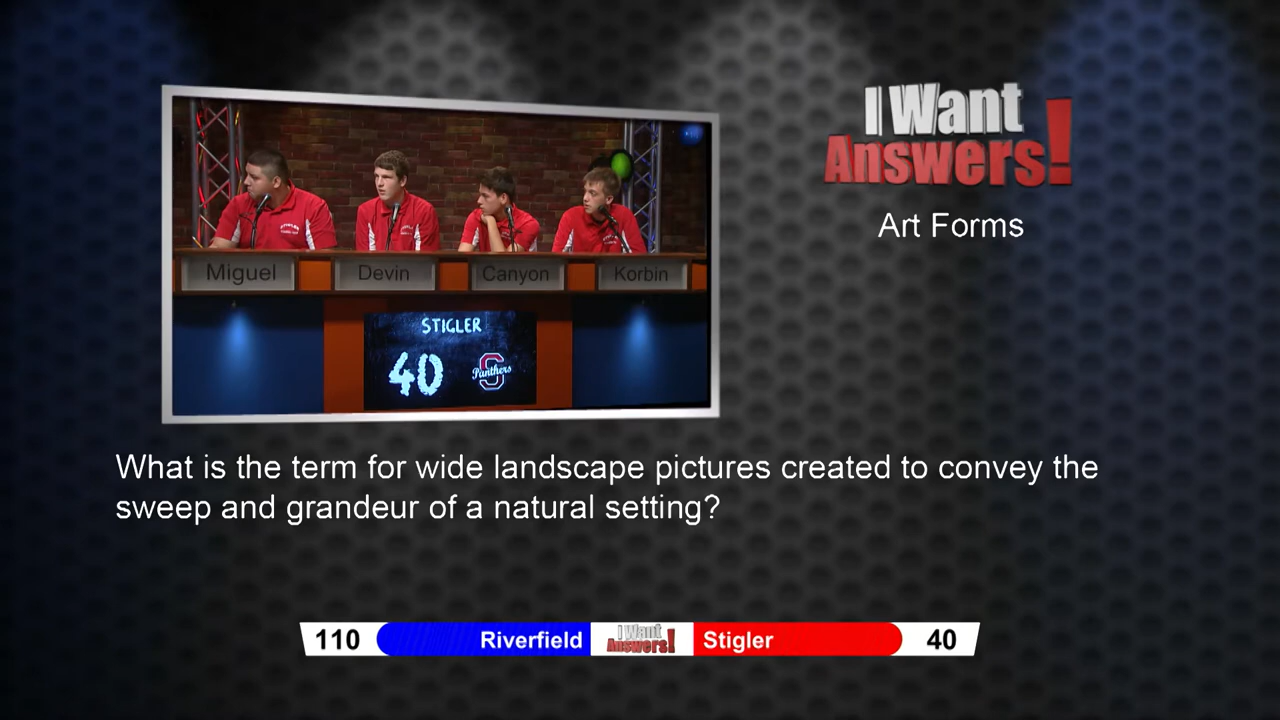 I Want
Answers!
Art Forms
Miguel
Devin
Canyon
Korbin
STIGLER
40
S
Panthers
What is the term for wide landscape pictures created to convey the
sweep and grandeur of a natural setting?
110
Riverfield
I Want
Answers!
Stigler
40